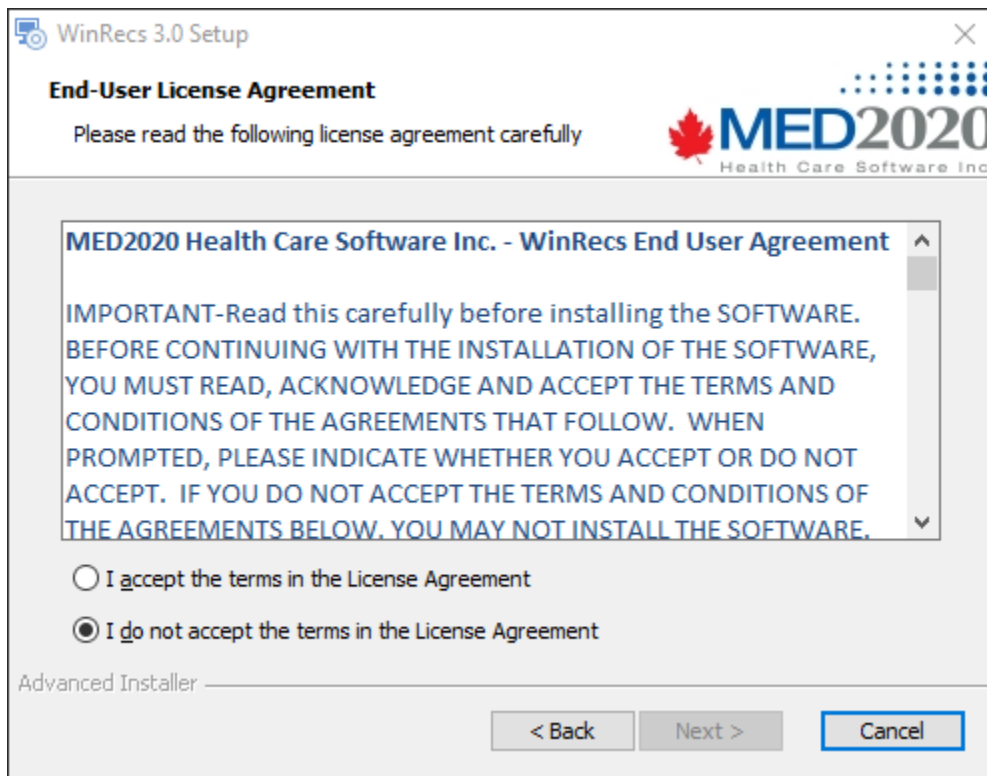 WinRecs 3.0 Setup
End-User License Agreement
Please read the following license agreement carefully
MED2020
Health Care Software Inc
MED2020 Health Care Software Inc. - WinRecs End User Agreement
IMPORTANT-Read this carefully before installing the SOFTWARE.
BEFORE CONTINUING WITH THE INSTALLATION OF THE SOFTWARE,
YOU MUST READ, ACKNOWLEDGE AND ACCEPT THE TERMS AND
CONDITIONS OF THE AGREEMENTS THAT FOLLOW.  WHEN
PROMPTED, PLEASE INDICATE WHETHER YOU ACCEPT OR DO NOT
ACCEPT.  IF YOU DO NOT ACCEPT THE TERMS AND CONDITIONS OF
THE AGREEMENTS BELOW, YOU MAY NOT INSTALL THE SOFTWARE.
I accept the terms in the License Agreement
I do not accept the terms in the License Agreement
Advanced Installer
< Back Next > Cancel